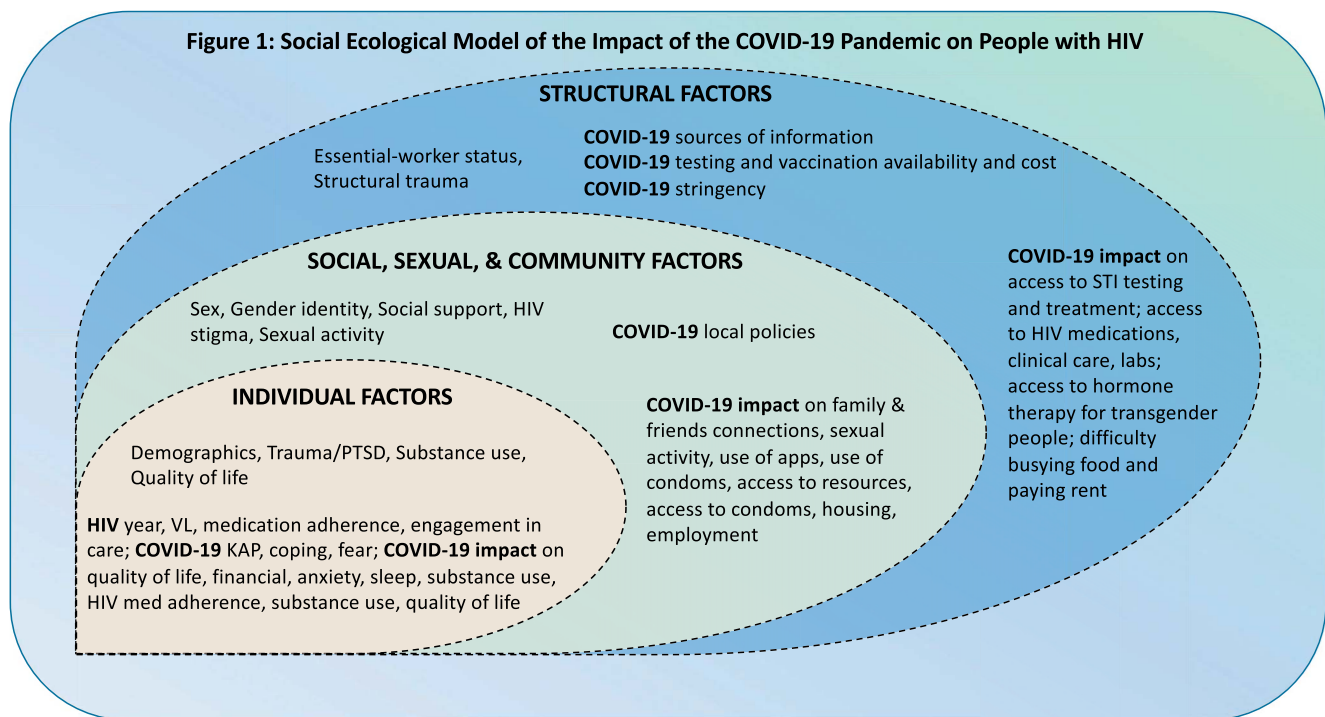 Figure 1: Social Ecological Model of the Impact of the COVID-19 Pandemic on People with HIV
STRUCTURAL FACTORS
Essential-worker status,
Structural trauma
COVID-19 sources of information
COVID-19 testing and vaccination availability and cost
COVID-19 stringency
COVID-19 impact on
access to STI testing
and treatment; access
to HIV medications,
clinical care, labs;
access to hormone
therapy for transgender
people; difficulty
busying food and
paying rent
SOCIAL, SEXUAL, & COMMUNITY FACTORS
Sex, Gender identity, Social support, HIV
stigma, Sexual activity
COVID-19 local policies
COVID-19 impact on family &
friends connections, sexual
activity, use of apps, use of
condoms, access to resources,
access to condoms, housing,
employment
INDIVIDUAL FACTORS
Demographics, Trauma/PTSD, Substance use,
Quality of life
HIV year, VL, medication adherence, engagement in
care; COVID-19 KAP, coping, fear; COVID-19 impact on
quality of life, financial, anxiety, sleep, substance use,
HIV med adherence, substance use, quality of life